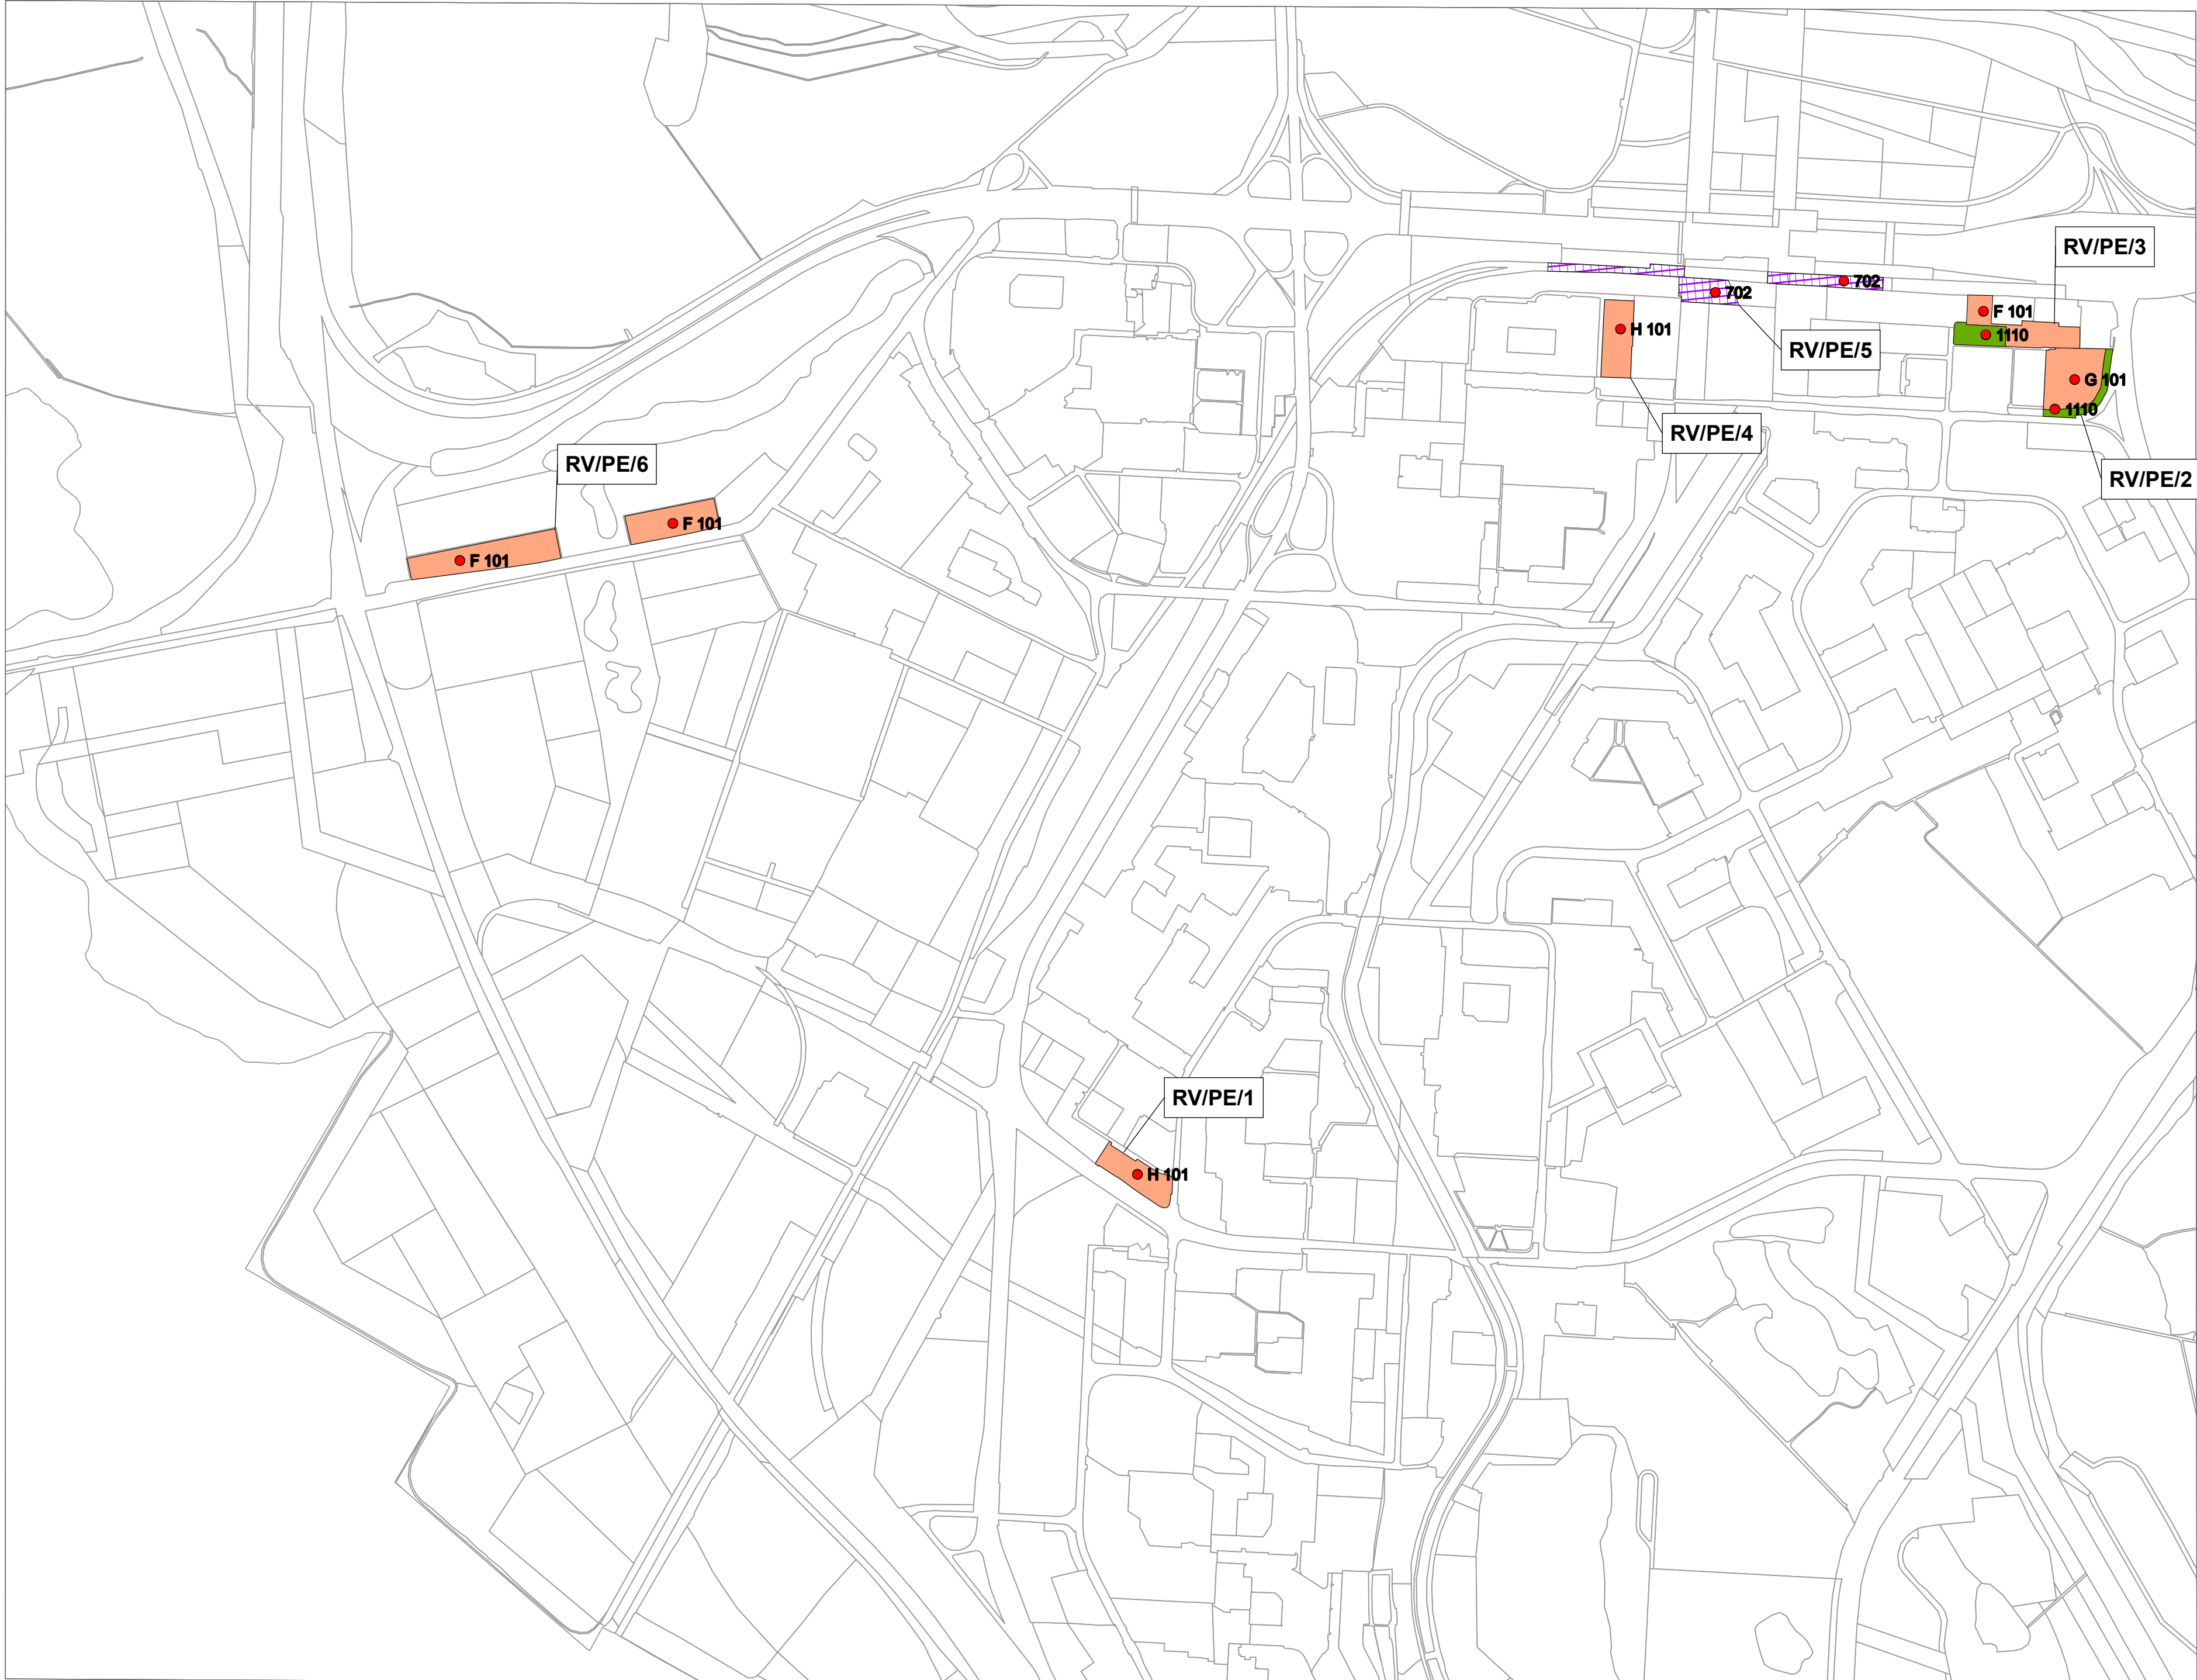 RV/PE/3
702
702
F 101
H 101
1110
RV/PE/5
G 101
1110
RV/PE/4
RV/PE/6
RV/PE/2
F 101
F 101
RV/PE/1
H 101